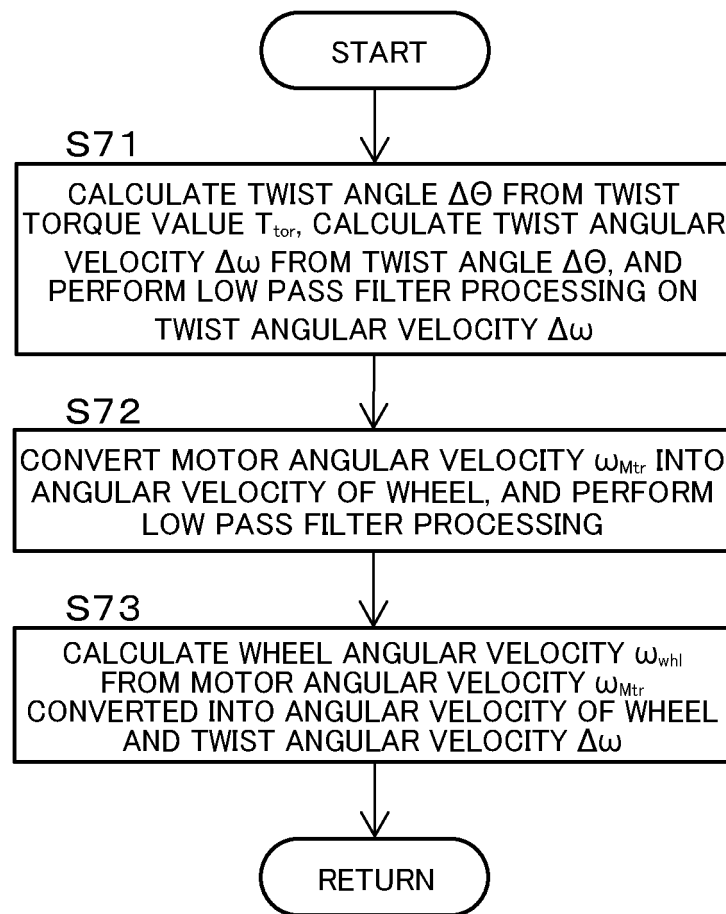 START
S71
CALCULATE TWIST ANGLE ΔΘ FROM TWIST
TORQUE VALUE Ttor, CALCULATE TWIST ANGULAR
VELOCITY Δω FROM TWIST ANGLE ΔΘ, AND
PERFORM LOW PASS FILTER PROCESSING ON
TWIST ANGULAR VELOCITY Δω
S72
CONVERT MOTOR ANGULAR VELOCITY ωMtr INTO
ANGULAR VELOCITY OF WHEEL, AND PERFORM
LOW PASS FILTER PROCESSING
S73
CALCULATE WHEEL ANGULAR VELOCITY ωwhl
FROM MOTOR ANGULAR VELOCITY ωMtr
CONVERTED INTO ANGULAR VELOCITY OF WHEEL
AND TWIST ANGULAR VELOCITY Δω
RETURN